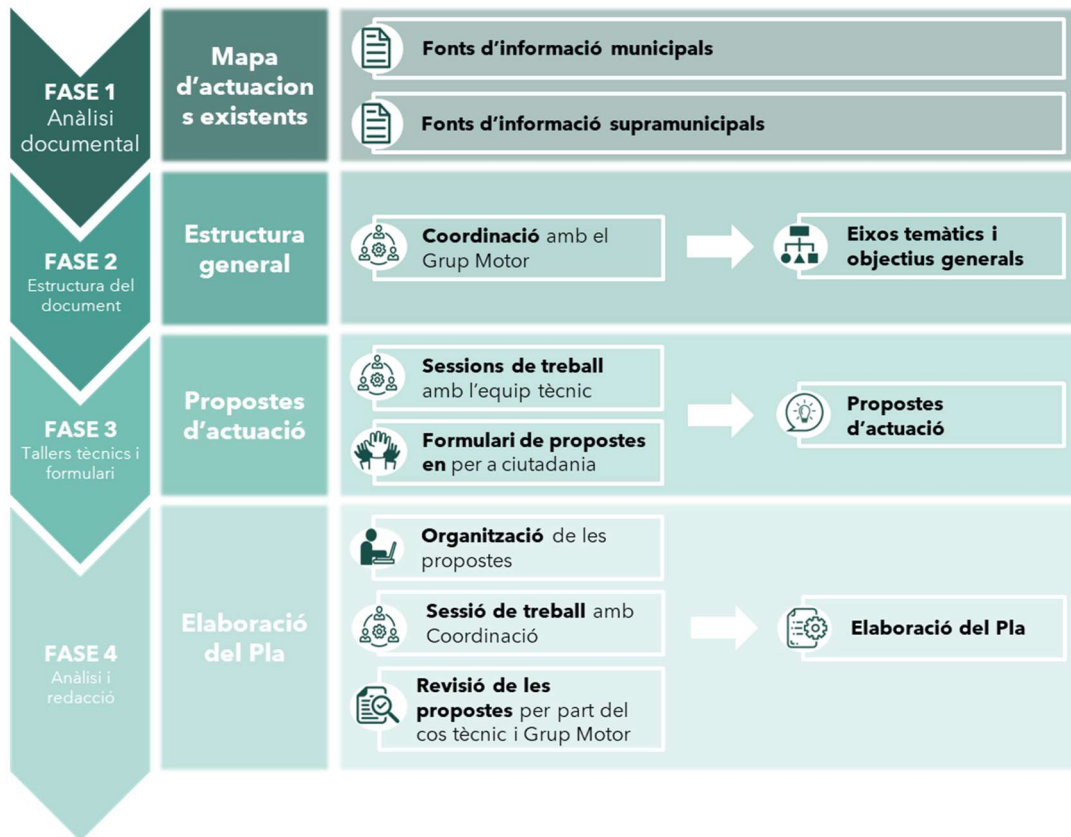 FASE 1
Anàlisi
documental
Mapa
d'actuacion
s existents
Fonts d'informació municipals
Fonts d'informació supramunicipals
FASE 2
Estructura del
document
Estructura
general
Coordinació amb el
Grup Motor
Eixos temàtics i
objectius generals
FASE 3
Tallers tècnics i
formulari
Propostes
d'actuació
Sessions de treball
amb l'equip tècnic
Formulari de propostes
en per a ciutadania
Propostes
d'actuació
FASE 4
Anàlisi i
redacció
Elaboració
del Pla
Organització de les
propostes
Sessió de treball amb
Coordinació
Revisió de les
propostes per part del
cos tècnic i Grup Motor
Elaboració del Pla